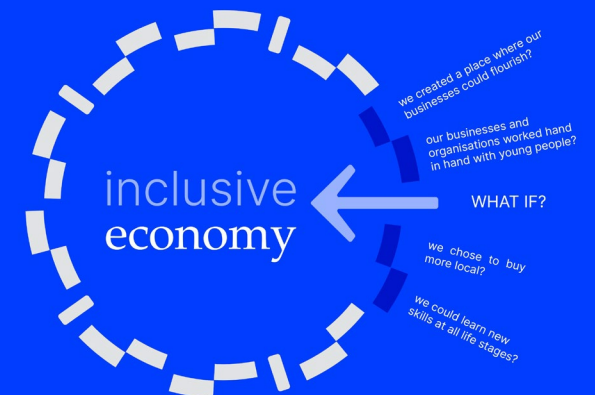 we created a place where our
businesses could flourish?
our businesses and
organisations worked hand
in hand with young people?
inclusive
economy
WHAT IF?
we chose to buy
more local?
we could learn new
skills at all life stages?